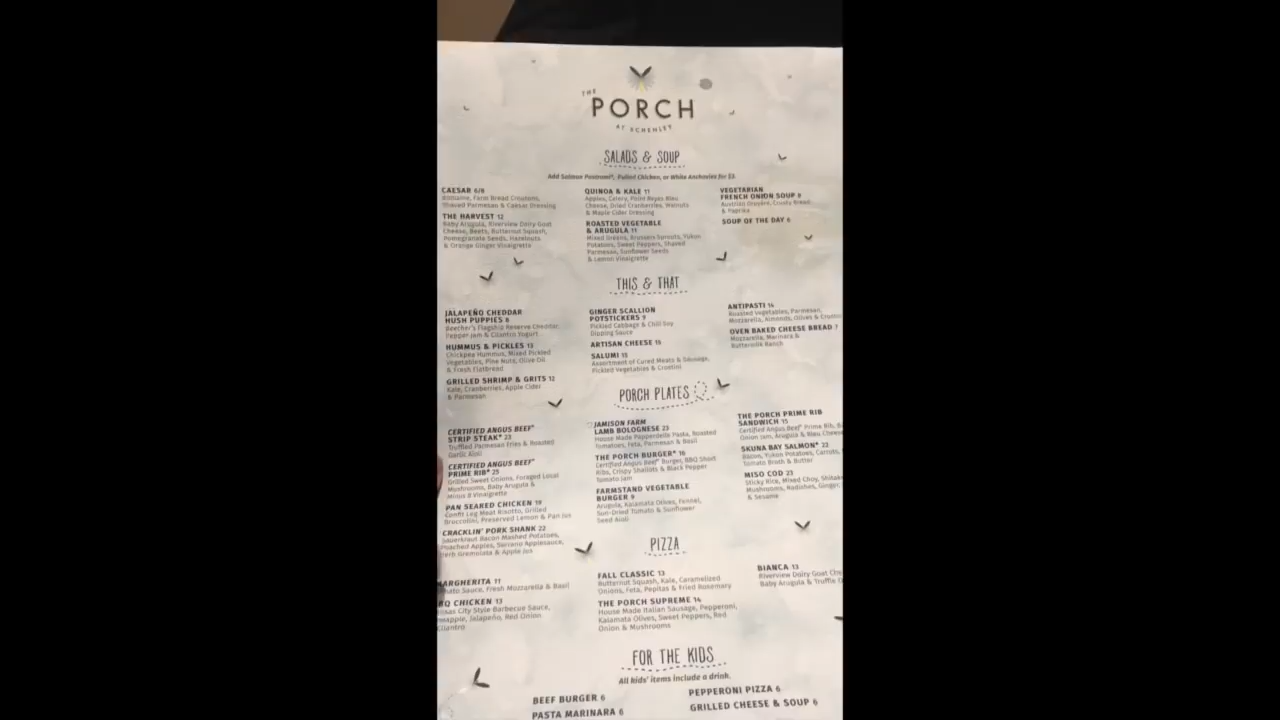 THE
PORCH
AT SCHENLEY
SALADS & SOUP
Add Salmon Pastrami*, Pulled Chicken, or White Anchovies for $3.
CAESAR 6/8
Romaine, Farm Bread Croutons,
Shaved Parmesan & Caesar Dressing
THE HARVEST 12
Baby Arugula, Riverview Dairy Goat
Cheese, Beets, Butternut Squash,
Pomegranate Seeds, Hazelnuts
& Orange Ginger Vinaigrette
QUINOA & KALE 11
Apples, Celery, Point Reyes Bleu
Cheese, Dried Cranberries, Walnuts
& Maple Cider Dressing
ROASTED VEGETABLE
& ARUGULA 11
Mixed Greens, Brussels Sprouts, Yukon
Potatoes, Sweet Peppers, Shaved
Parmesan, Sunflower Seeds
& Lemon Vinaigrette
VEGETARIAN
FRENCH ONION SOUP 8
Austrian Gruyère, Crusty Bread
& Paprika
SOUP OF THE DAY 6
THIS & THAT
JALAPEÑO CHEDDAR
HUSH PUPPIES 8
Beecher's Flagship Reserve Cheddar,
Pepper Jam & Cilantro Yogurt
HUMMUS & PICKLES 13
Chickpea Hummus, Mixed Pickled
Vegetables, Pine Nuts, Olive Oil
& Fresh Flatbread
GRILLED SHRIMP & GRITS 12
Kale, Cranberries, Apple Cider
& Parmesan
GINGER SCALLION
POTSTICKERS 9
Pickled Cabbage & Chili Soy
Dipping Sauce
ARTISAN CHEESE 15
SALUMI 15
Assortment of Cured Meats & Sausage,
Pickled Vegetables & Crostini
ANTIPASTI 14
Roasted Vegetables, Parmesan,
Mozzarella, Almonds, Olives &
OVEN BAKED CHEESE BREAD 7
Mozzarella, Marinara &
Buttermilk Ranch
PORCH PLATES
CERTIFIED ANGUS BEEF®
STRIP STEAK* 23
Truffled Parmesan Fries & Roasted
Garlic Aioli
CERTIFIED ANGUS BEEF®
PRIME RIB* 25
Grilled Sweet Onions, Foraged Local
Mushrooms, Baby Arugula &
Minus 8 Vinaigrette
PAN SEARED CHICKEN 19
Confit Leg Meat Risotto, Grilled
Broccolini, Preserved Lemon & Pan Jus
CRACKLIN' PORK SHANK 22
Sauerkraut Bacon Mashed Potatoes,
Poached Apples, Serrano Applesauce,
Herb Gremolata & Apple Jus
JAMISON FARM
LAMB BOLOGNESE 23
House Made Papperdelle Pasta, Roasted
Tomatoes, Feta, Parmesan & Basil
THE PORCH BURGER* 16
Certified Angus Beef® Burger, BBQ Short
Ribs, Crispy Shallots & Black Pepper
Tomato Jam
FARMSTAND VEGETABLE
BURGER 9
Arugula, Kalamata Olives, Fennel,
Sun-Dried Tomato & Sunflower
Seed Aioli
THE PORCH PRIME RIB
SANDWICH 15
Certified Angus Beef® Prime Rib,
Onion Jam, Arugula & Bleu Cheese
SKUNA BAY SALMON* 22
Bacon, Yukon Potatoes, Carrots,
Tomato Broth & Butter
MISO COD 23
Sticky Rice, Mixed Choy, Shiitake
Mushrooms, Radishes, Ginger,
& Sesame
PIZZA
MARGHERITA 11
Tomato Sauce, Fresh Mozzarella & Basil
BBQ CHICKEN 13
Kansas City Style Barbecue Sauce,
Pineapple, Jalapeño, Red Onion
Cilantro
FALL CLASSIC 13
Butternut Squash, Kale, Caramelized
Onions, Feta, Pepitas & Fried Rosemary
THE PORCH SUPREME 14
House Made Italian Sausage, Pepperoni,
Kalamata Olives, Sweet Peppers, Red
Onion & Mushrooms
BIANCA 13
Riverview Dairy Goat
Baby Arugula & Truffle
FOR THE KIDS
All kids' items include a drink.
BEEF BURGER 6
PASTA MARINARA 6
PEPPERONI PIZZA 6
GRILLED CHEESE & SOUP 6